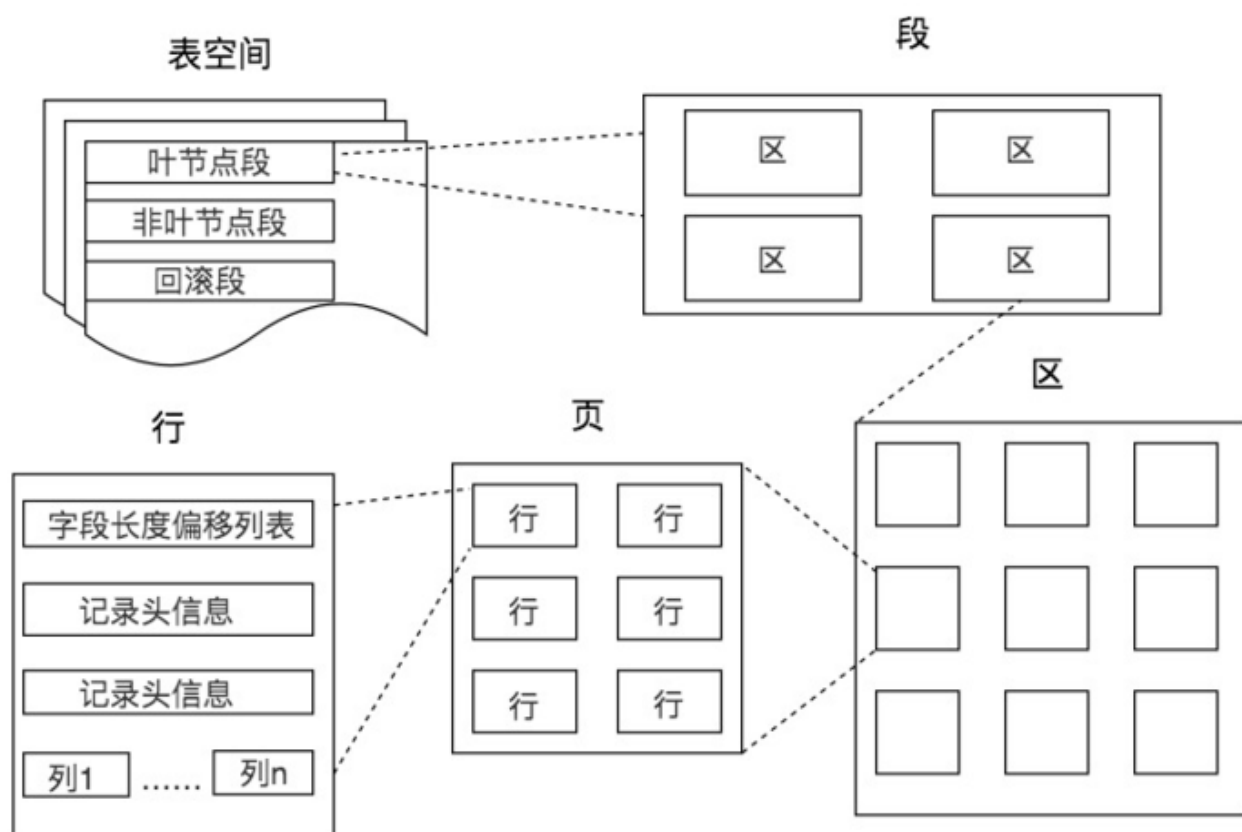 表空间
叶节点段
非叶节点段
回滚段
段
区
区
区
区
区
页
行
行
行
行
行
行
行
字段长度偏移列表
记录头信息
记录头信息
列1
......
列n